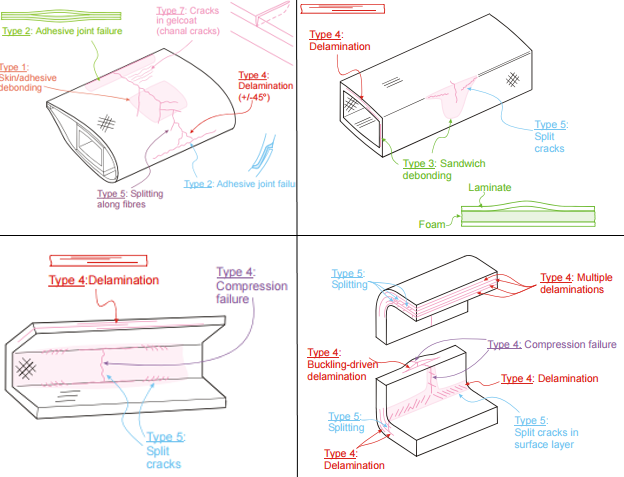 Type 2: Adhesive joint failure
Type 7: Cracks
in gelcoat
(chanal cracks)
Type 1:
Skin/adhesive
debonding
Type 4:
Delamination
(+/-45º)
Type 5: Splitting
along fibres
Type 2: Adhesive joint failu
Type 4:
Delamination
Type 5:
Split
cracks
Type 3: Sandwich
debonding
Laminate
Foam
Type 4:Delamination
Type 4:
Compression
failure
Type 5:
Split
cracks
Type 5:
Splitting
Type 4: Multiple
delaminations
Type 4:
Buckling-driven
delamination
Type 4: Compression failure
Type 4: Delamination
Type 5:
Splitting
Type 5:
Split cracks in
surface layer
Type 4:
Delamination